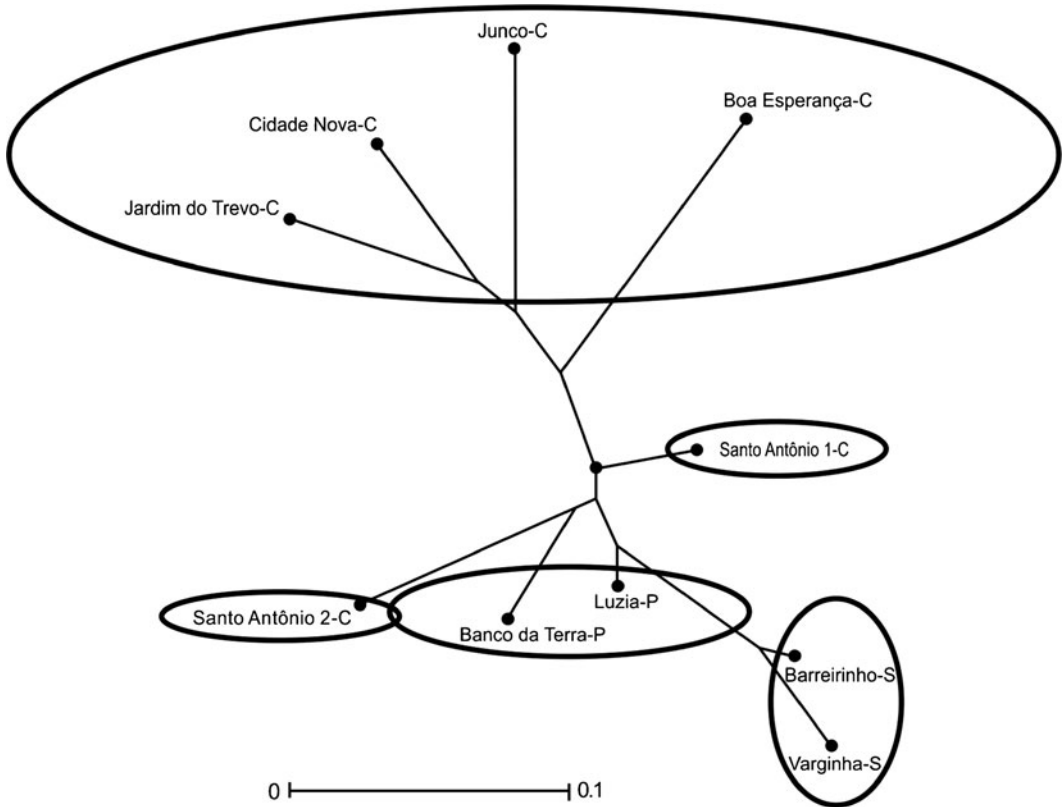 Junco-C
Boa Esperança-C
Cidade Nova-C
Jardim do Trevo-C
Santo Antônio 1-C
Luzia-P
Santo Antônio 2-C
Banco da Terra-P
Barreirinho-S
Varginha-S
0 0.1